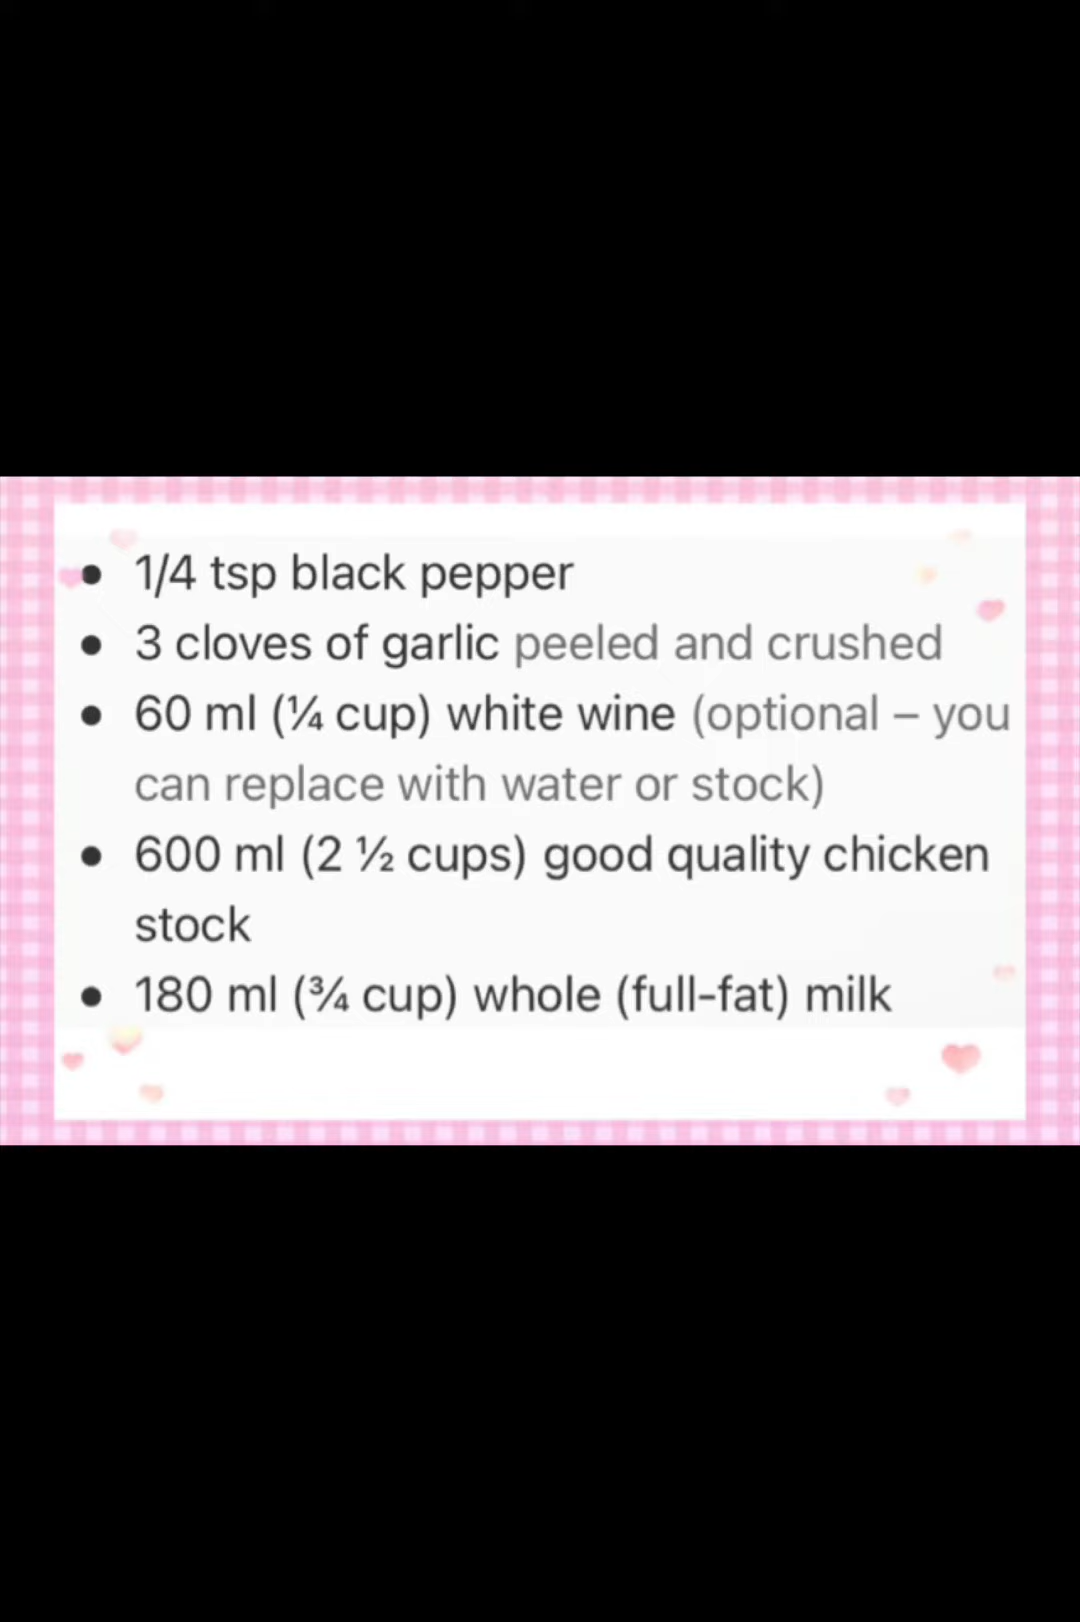 • 1/4 tsp black pepper
• 3 cloves of garlic peeled and crushed
• 60 ml (¼ cup) white wine (optional – you
can replace with water or stock)
• 600 ml (2 ½ cups) good quality chicken
stock
• 180 ml (¾ cup) whole (full-fat) milk